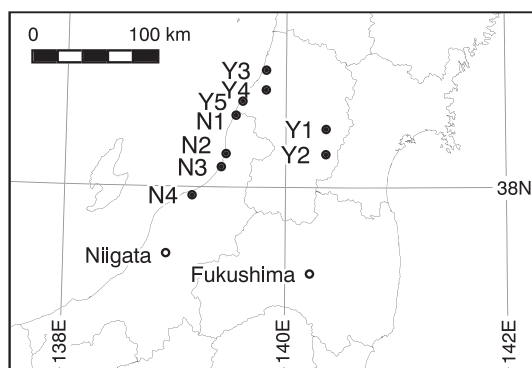 0 100 km
Y3
Y4
Y5
N1
Y1
N2
Y2
N3
38N
N4
Niigata
Fukushima
138E
140E
142E